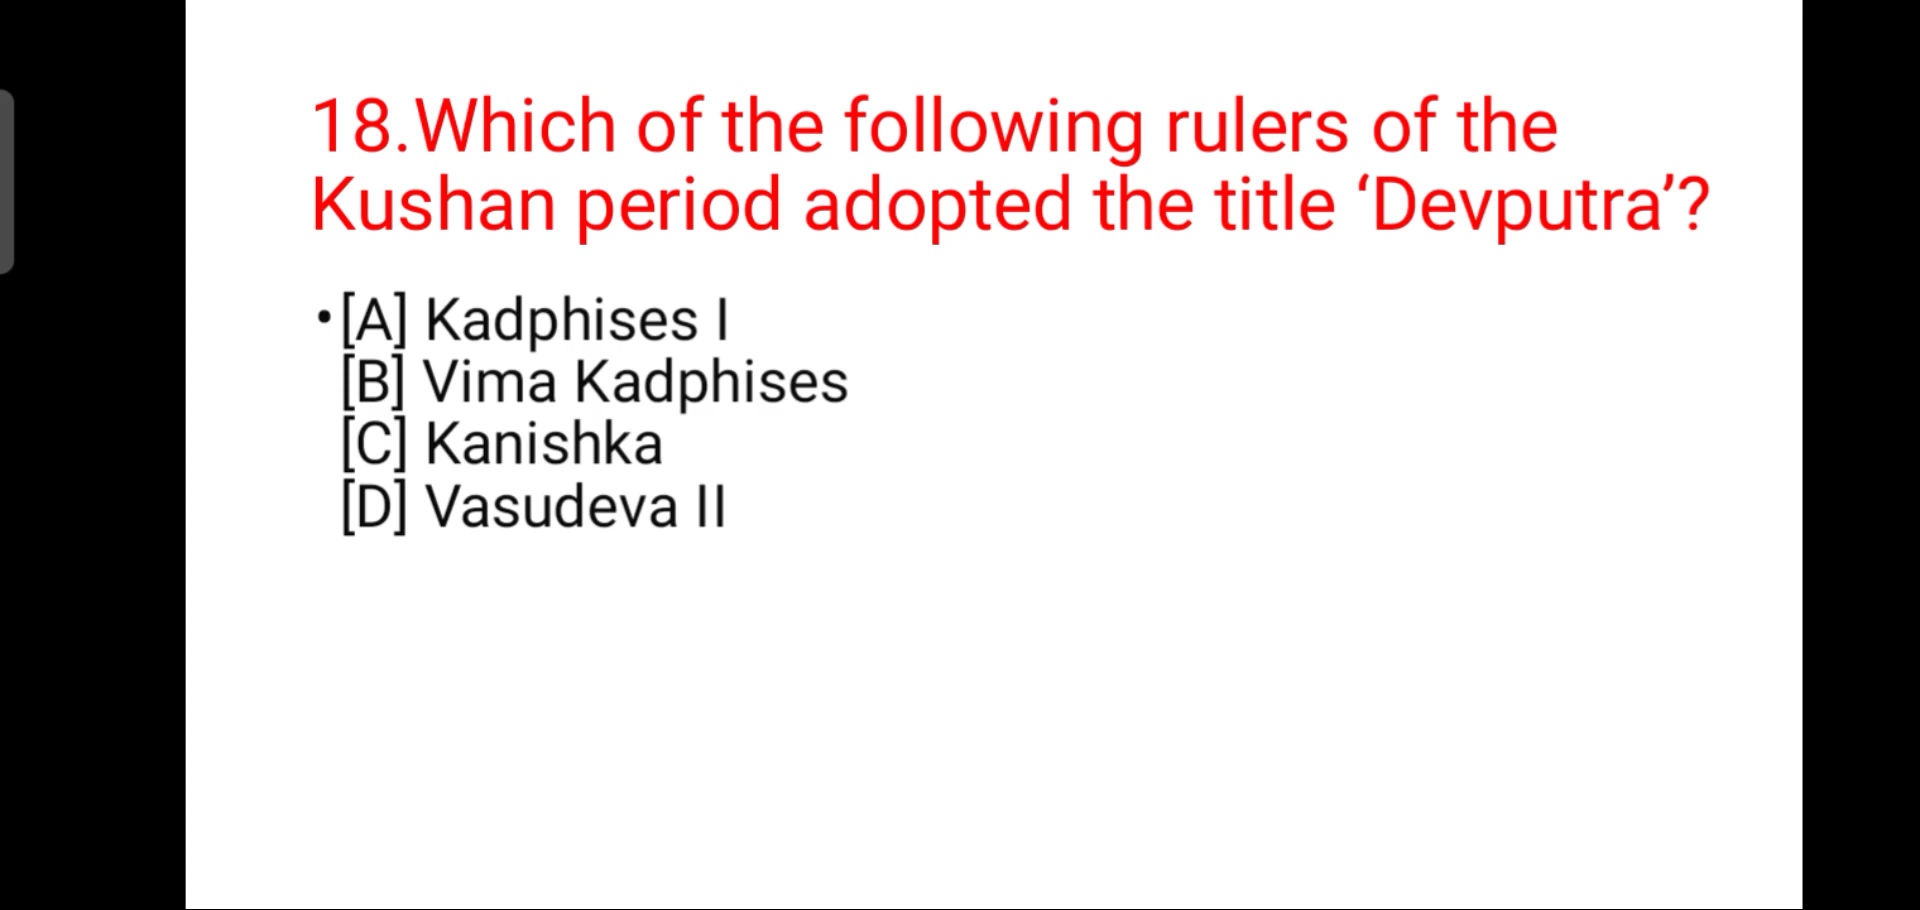 18.Which of the following rulers of the
Kushan period adopted the title ‘Devputra’?
•[A] Kadphises I
[B] Vima Kadphises
[C] Kanishka
[D] Vasudeva II